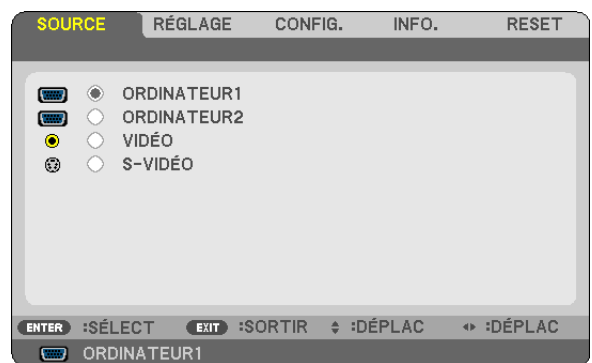 SOURCE RÉGLAGE CONFIG. INFO. RESET
ORDINATEUR1
ORDINATEUR2
VIDÉO
S-VIDÉO
ENTER :SÉLECT EXIT :SORTIR :DÉPLAC :DÉPLAC
ORDINATEUR1